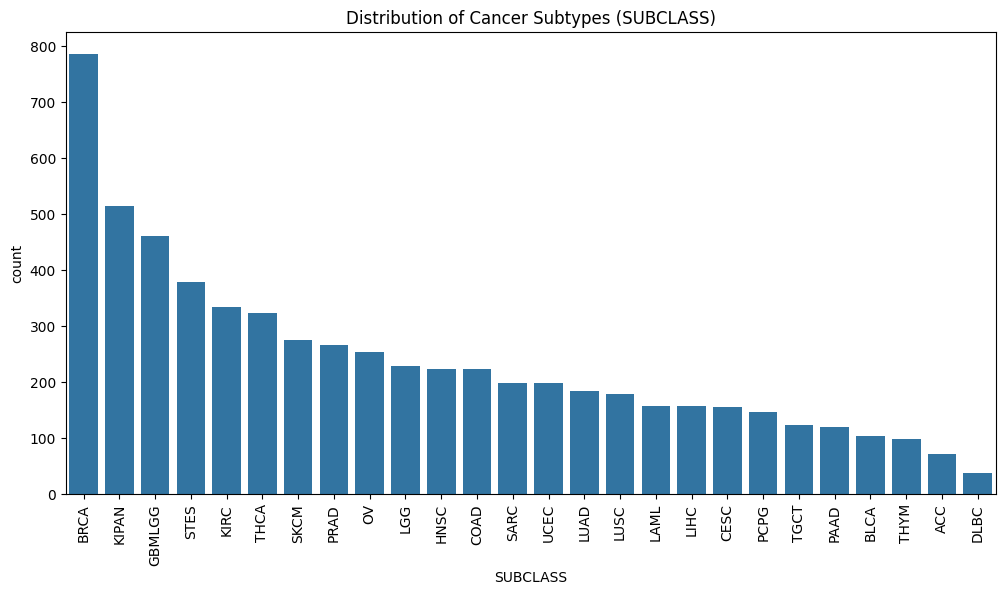 Distribution of Cancer Subtypes (SUBCLASS)
800
700
600
500
400
300
200
100
0
count
BRCA
KIPAN
GBMLGG
STES
KIRC
THCA
SKCM
PRAD
OV
LGG
HNSC
COAD
SARC
UCEC
LUAD
LUSC
LAML
LIHC
CESC
PCPG
TGCT
PAAD
BLCA
THYM
ACC
DLBC
SUBCLASS